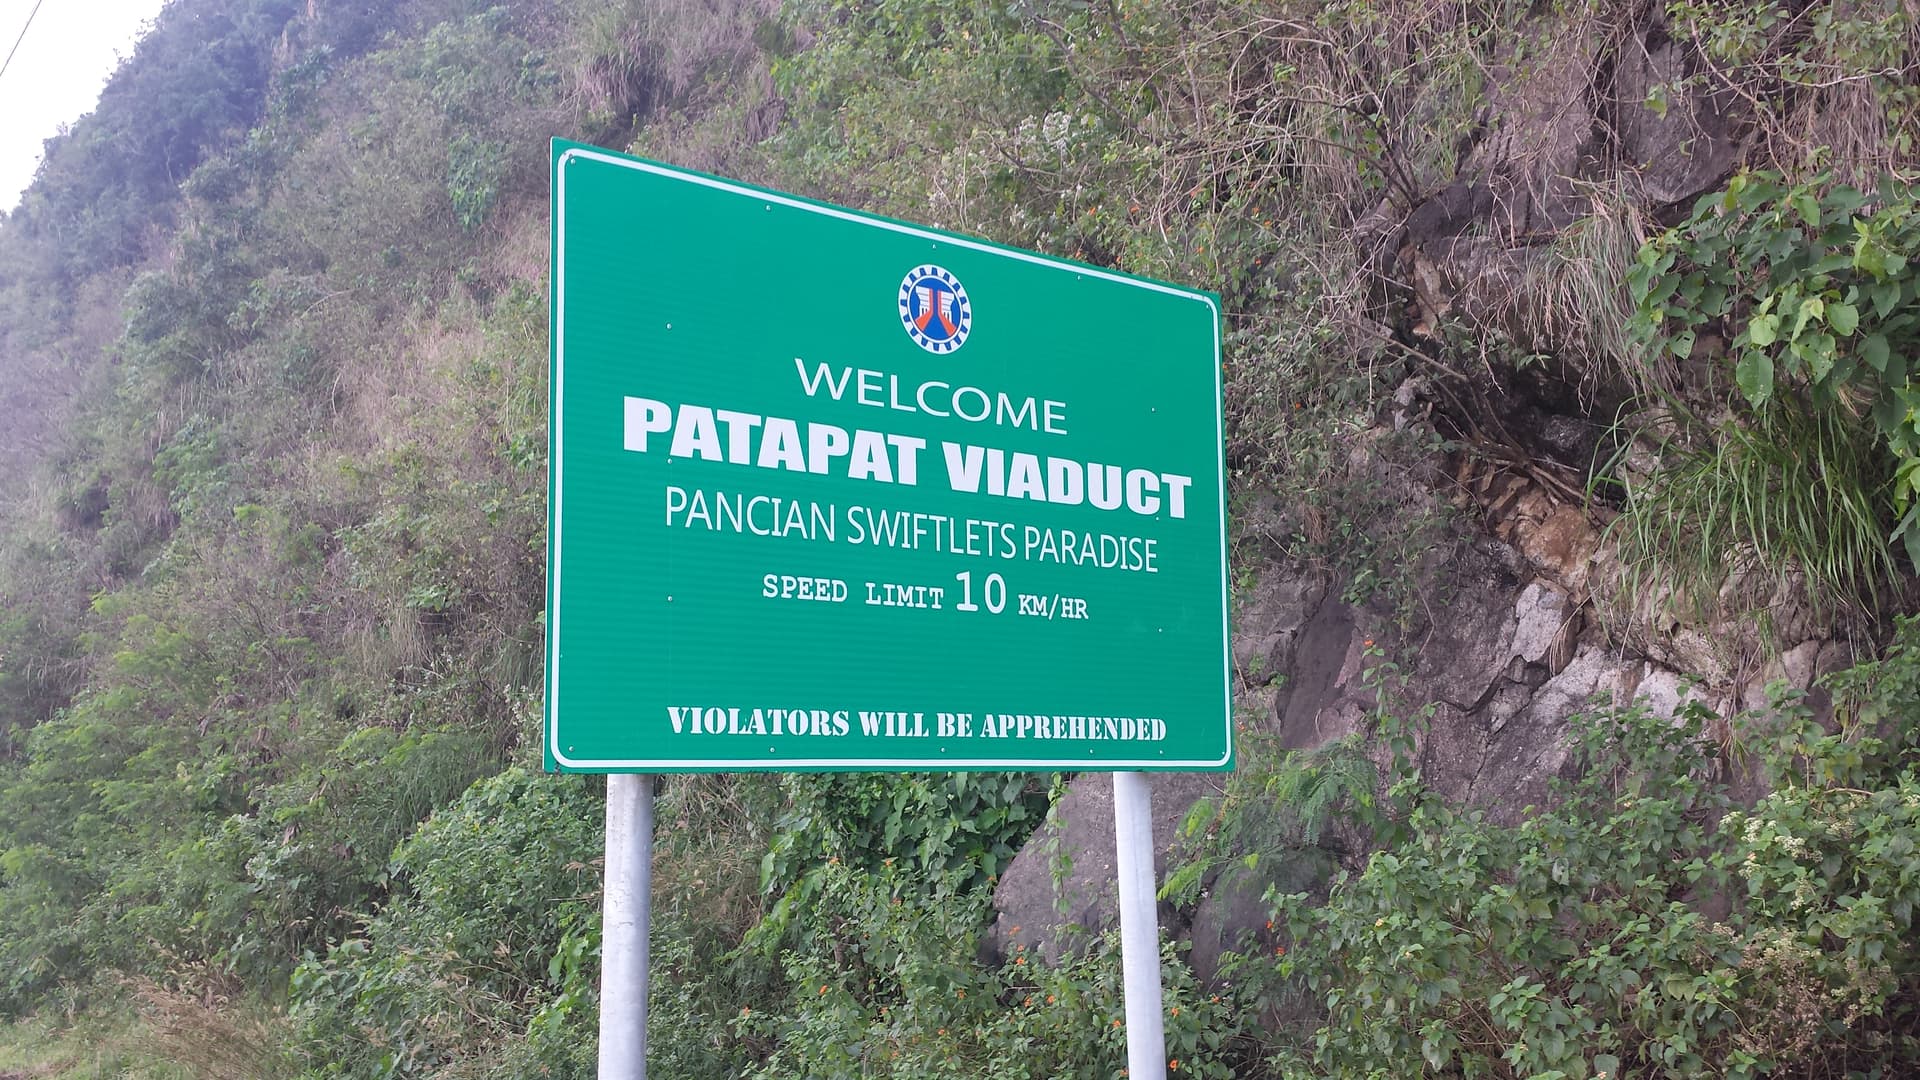 WELCOME
PATAPAT VIADUCT
PANCIAN SWIFTLETS PARADISE
SPEED LIMIT 10 KM/HR
VIOLATORS WILL BE APPREHENDED